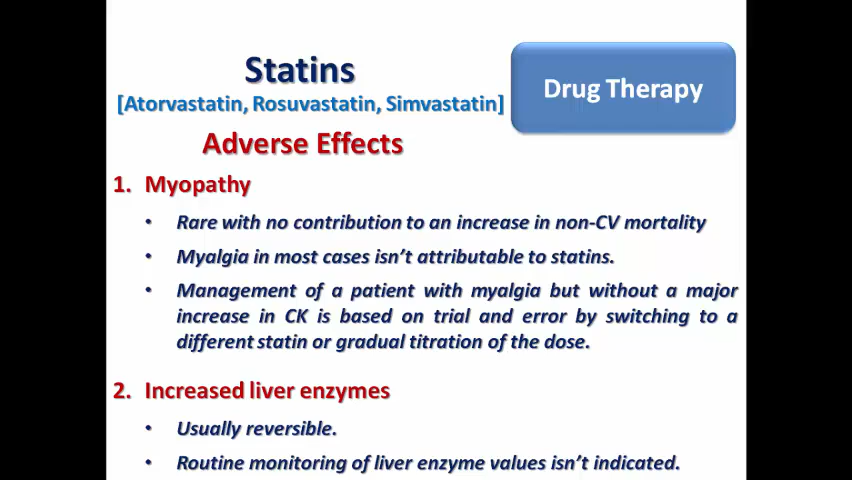 Statins
Drug Therapy
[Atorvastatin, Rosuvastatin, Simvastatin]
Adverse Effects
1. Myopathy
• Rare with no contribution to an increase in non-CV mortality
• Myalgia in most cases isn't attributable to statins.
• Management of a patient with myalgia but without a major
increase in CK is based on trial and error by switching to a
different statin or gradual titration of the dose.
2. Increased liver enzymes
• Usually reversible.
• Routine monitoring of liver enzyme values isn't indicated.